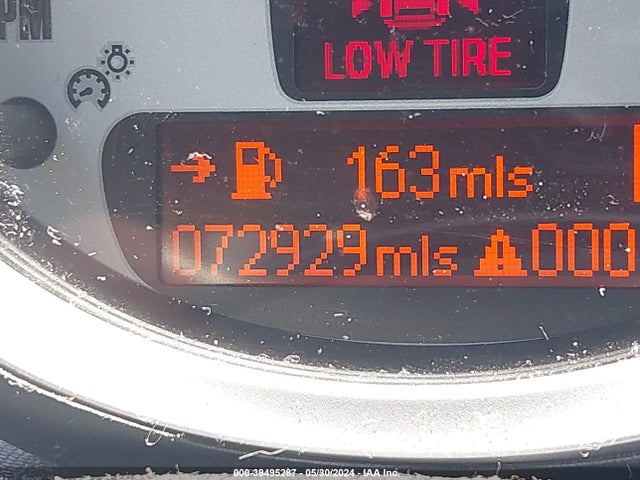 PM
LOW TIRE
163 mls
072929 mls 000
000-39495287 - 05/30/2024 - IAA Inc.